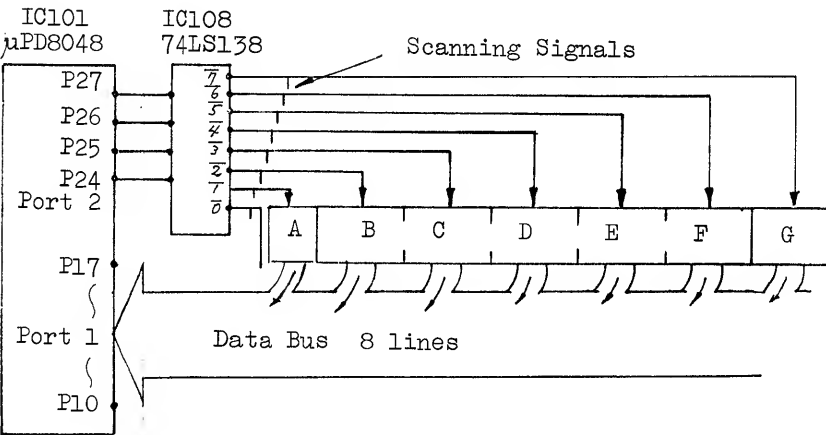 IC101
µPD8048
IC108
74LS138
Scanning Signals
P27
P26
P25
P24
Port 2
7̅
6̅
5̅
4̅
3̅
2̅
1̅
0̅
A B C D E F G
P17
Port 1
P10
Data Bus 8 lines